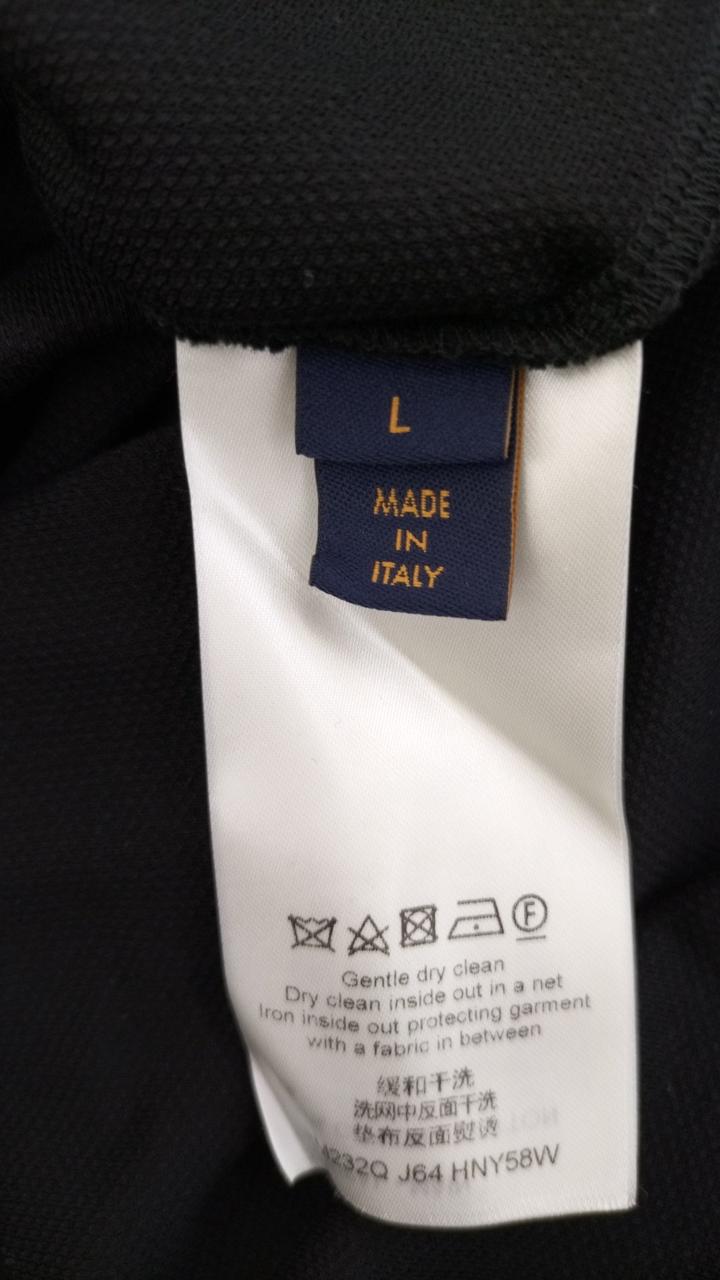 L
MADE
IN
ITALY
F
Gentle dry clean
Dry clean inside out in a net
Iron inside out protecting garment
with a fabric in between
缓和干洗
洗网中反面干洗
垫布反面熨烫
J64 HNY58W